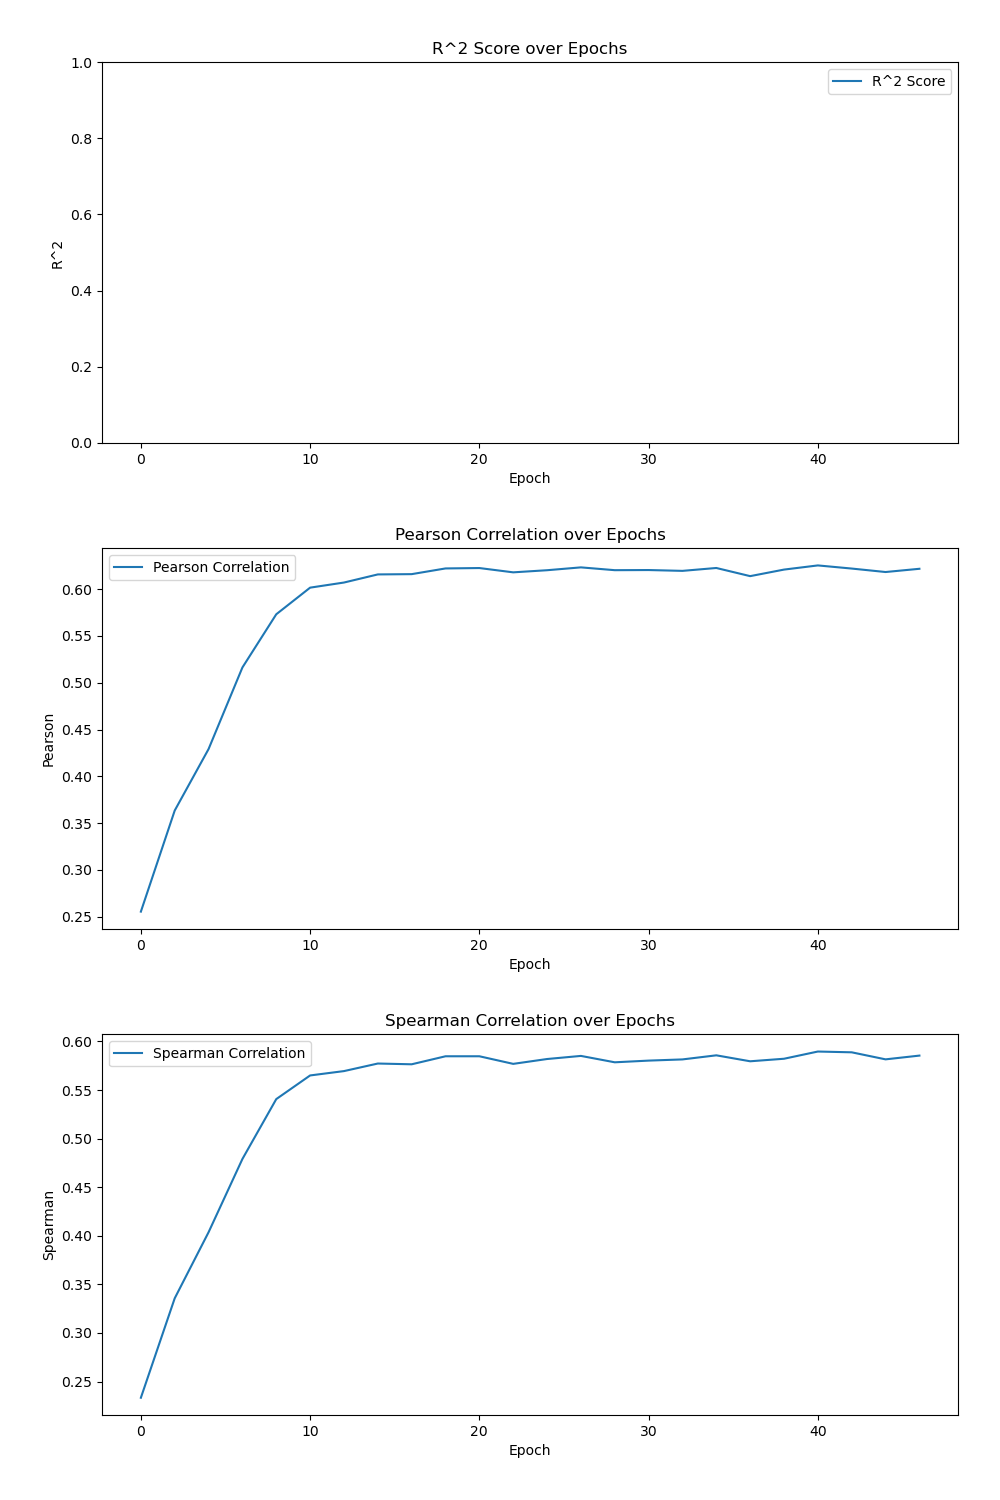 R^2 Score over Epochs
1.0
R^2 Score
0.8
0.6
R^2
0.4
0.2
0.0
0 10 20 30 40
Epoch
Pearson Correlation over Epochs
Pearson Correlation
0.60
0.55
0.50
0.45
Pearson
0.40
0.35
0.30
0.25
0 10 20 30 40
Epoch
Spearman Correlation over Epochs
0.60
Spearman Correlation
0.55
0.50
0.45
Spearman
0.40
0.35
0.30
0.25
0 10 20 30 40
Epoch